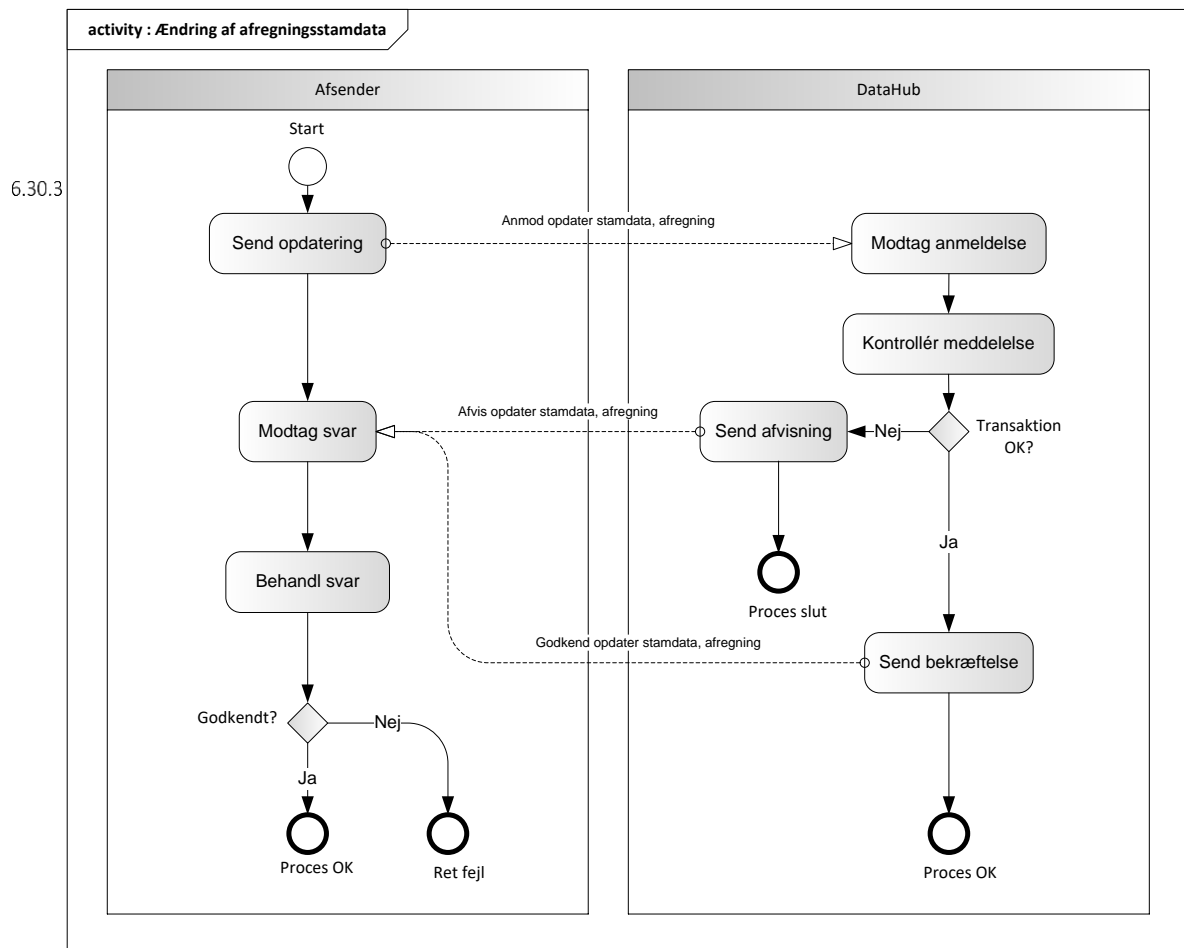 activity : Ændring af afregningsstamdata
Afsender
DataHub
Start
6.30.3
Send opdatering
Anmod opdater stamdata, afregning
Modtag anmeldelse
Kontrollér meddelelse
Modtag svar
Afvis opdater stamdata, afregning
Send afvisning
Nej
Transaktion
OK?
Ja
Behandl svar
Proces slut
Godkend opdater stamdata, afregning
Send bekræftelse
Godkendt?
Nej
Ja
Proces OK
Ret fejl
Proces OK